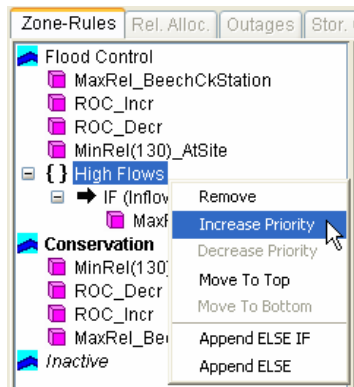 Zone-Rules Rel. Alloc. Outages Stor.
Flood Control
MaxRel_BeechCkStation
ROC_Incr
ROC_Decr
MinRel(130)_AtSite
{ } High Flows
IF (Inflow
Remove
Increase Priority
Decrease Priority
Move To Top
Move To Bottom
Append ELSE IF
Append ELSE
Conservation
MinRel(130)
ROC_Decr
ROC_Incr
Inactive